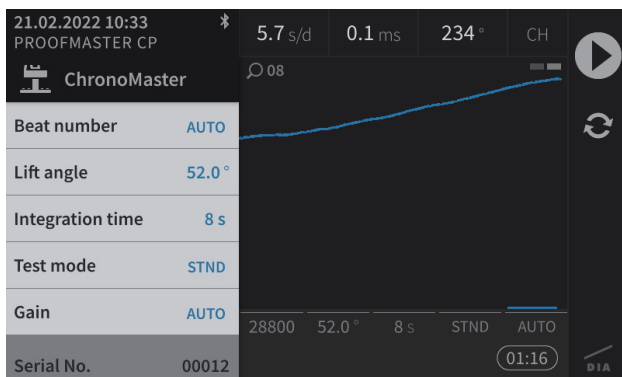 21.02.2022 10:33
PROOFMASTER CP
ChronoMaster
Beat number AUTO
Lift angle 52.0 °
Integration time 8 s
Test mode STND
Gain AUTO
Serial No. 00012
5.7 s/d 0.1 ms 234 ° CH
08
28800 52.0 ° 8 s STND AUTO
01:16
DIA